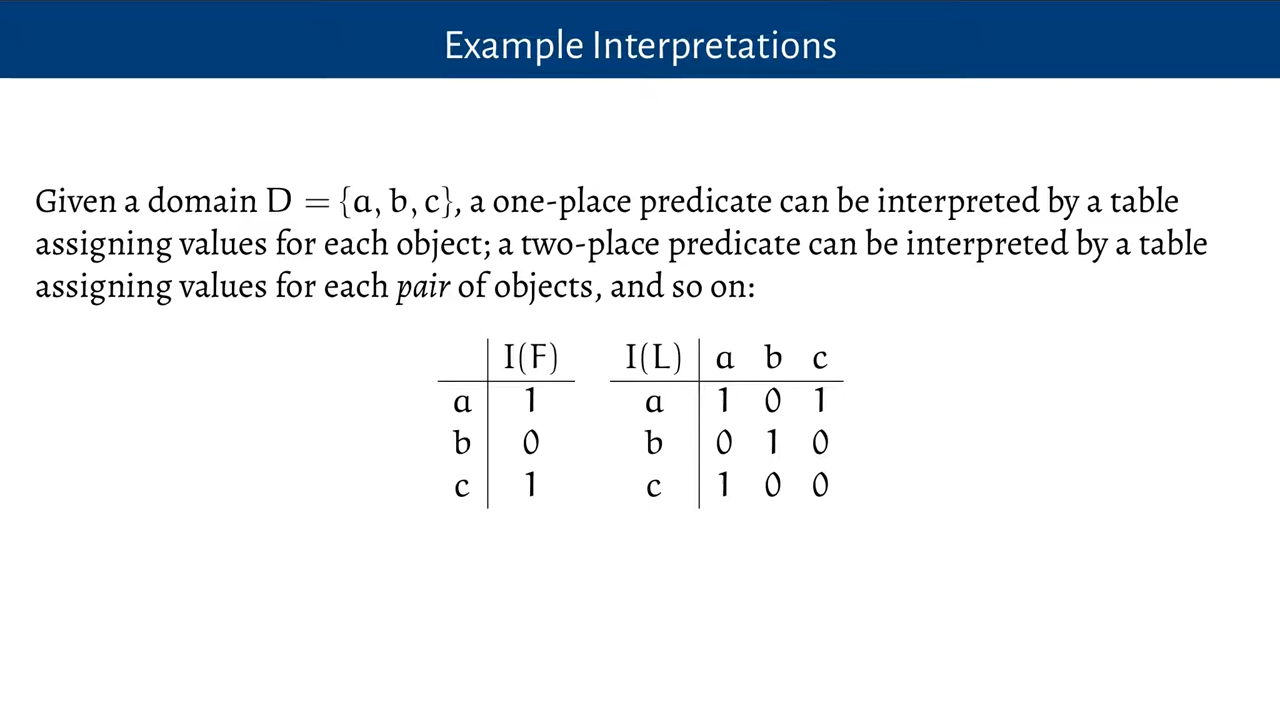 Example Interpretations
Given a domain D = {a, b, c}, a one-place predicate can be interpreted by a table
assigning values for each object; a two-place predicate can be interpreted by a table
assigning values for each pair of objects, and so on:
I(F) I(L) a b c
a 1 a 1 0 1
b 0 b 0 1 0
c 1 c 1 0 0